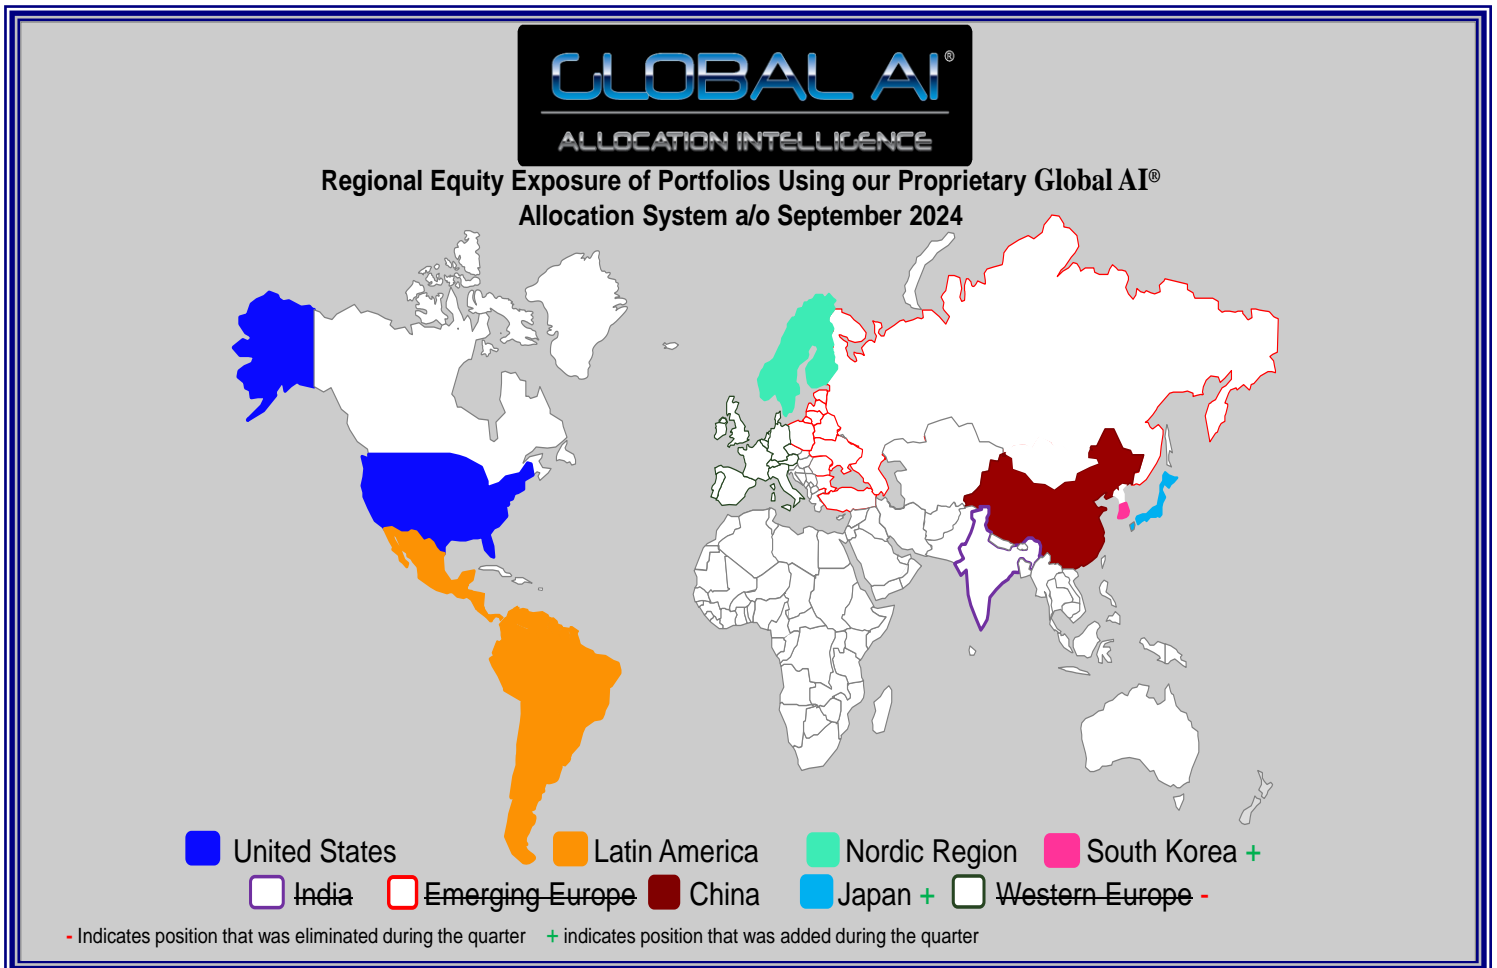 GLOBAL AI®
ALLOCATION INTELLIGENCE
Regional Equity Exposure of Portfolios Using our Proprietary Global AI®
Allocation System a/o September 2024
United States Latin America Nordic Region South Korea +
India Emerging Europe China Japan + Western Europe -
- Indicates position that was eliminated during the quarter + indicates position that was added during the quarter